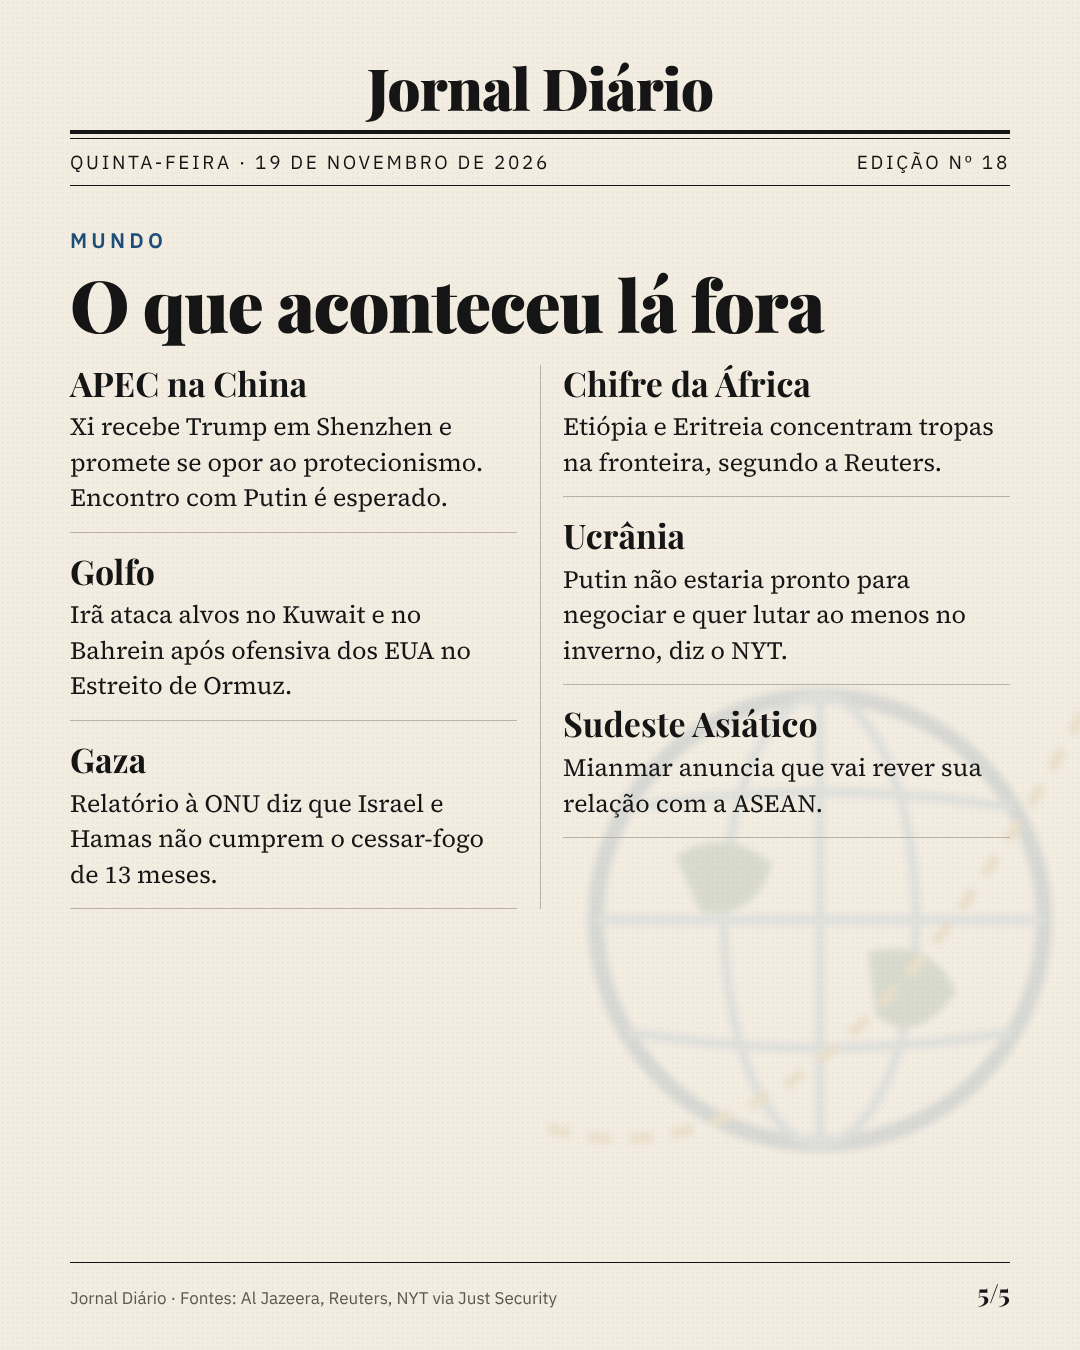 Jornal Diário
QUINTA-FEIRA · 19 DE NOVEMBRO DE 2026
EDIÇÃO Nº 18
MUNDO
O que aconteceu lá fora
APEC na China
Xi recebe Trump em Shenzhen e
promete se opor ao protecionismo.
Encontro com Putin é esperado.
Golfo
Irã ataca alvos no Kuwait e no
Bahrein após ofensiva dos EUA no
Estreito de Ormuz.
Gaza
Relatório à ONU diz que Israel e
Hamas não cumprem o cessar-fogo
de 13 meses.
Chifre da África
Etiópia e Eritreia concentram tropas
na fronteira, segundo a Reuters.
Ucrânia
Putin não estaria pronto para
negociar e quer lutar ao menos no
inverno, diz o NYT.
Sudeste Asiático
Mianmar anuncia que vai rever sua
relação com a ASEAN.
Jornal Diário · Fontes: Al Jazeera, Reuters, NYT via Just Security
5/5